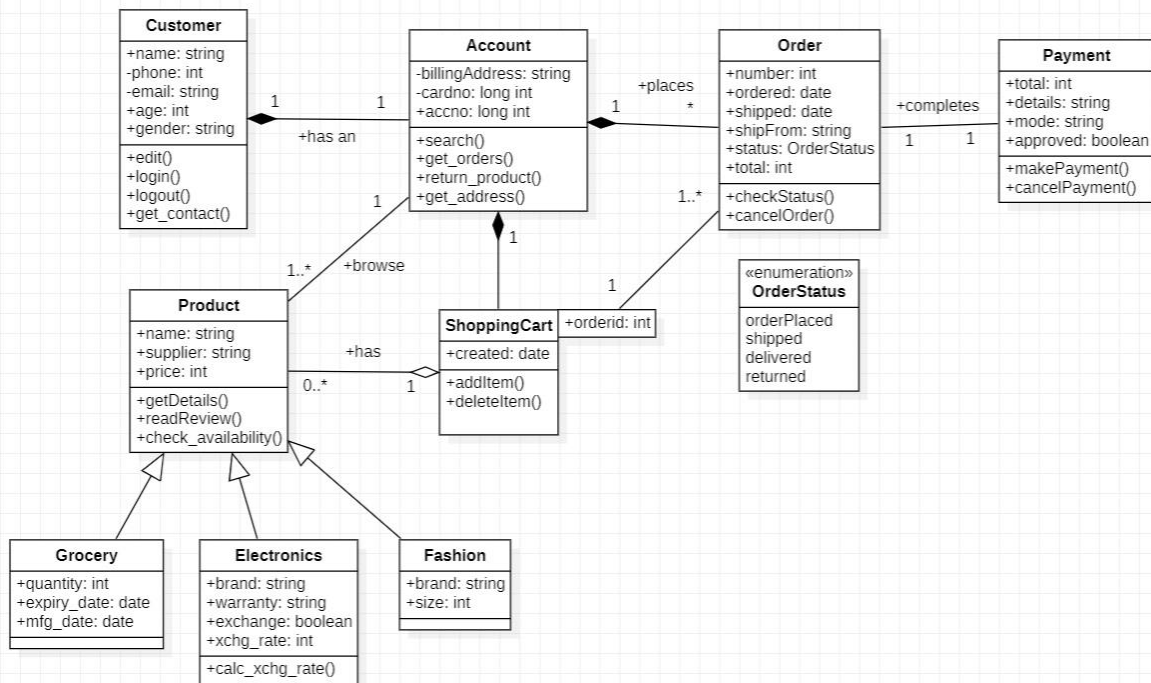 Customer
+name: string
-phone: int
-email: string
+age: int
+gender: string
+edit()
+login()
+logout()
+get_contact()
1
1
+has an
Account
-billingAddress: string
-cardno: long int
+accno: long int
+search()
+get_orders()
+return_product()
+get_address()
+places
1
*
Order
+number: int
+ordered: date
+shipped: date
+shipFrom: string
+status: OrderStatus
+total: int
+checkStatus()
+cancelOrder()
+completes
1
1
Payment
+total: int
+details: string
+mode: string
+approved: boolean
+makePayment()
+cancelPayment()
1
1..*
+browse
1
1..*
1
«enumeration»
OrderStatus
orderPlaced
shipped
delivered
returned
Product
+name: string
+supplier: string
+price: int
+getDetails()
+readReview()
+check_availability()
+has
0..*
1
ShoppingCart
+created: date
+addItem()
+deleteItem()
+orderid: int
Grocery
+quantity: int
+expiry_date: date
+mfg_date: date
Electronics
+brand: string
+warranty: string
+exchange: boolean
+xchg_rate: int
+calc_xchg_rate()
Fashion
+brand: string
+size: int